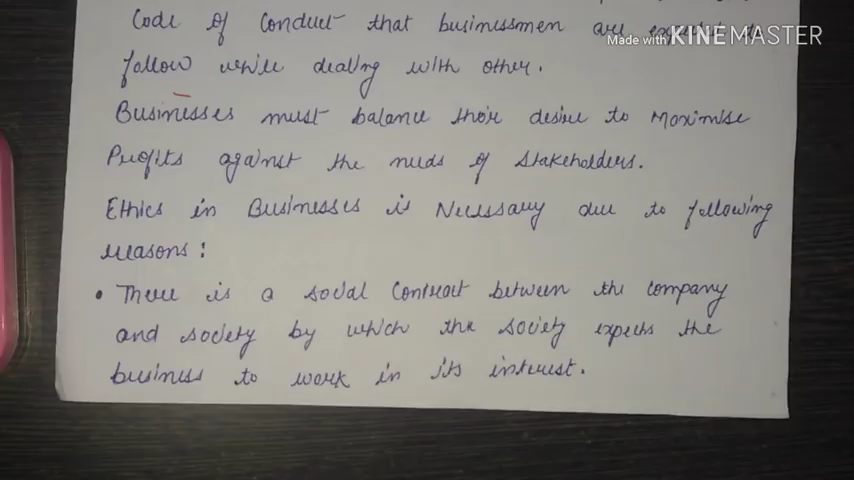 Code of Conduct that businessmen are expected to
Made with KINEMASTER
follow while dealing with other.
Businesses must balance their desire to Maximise
Profits against the needs of Stakeholders.
Ethics in Businesses is Necessary due to following
reasons:
• There is a social Contract between the company
and society by which the society expects the
business to work in its interest.